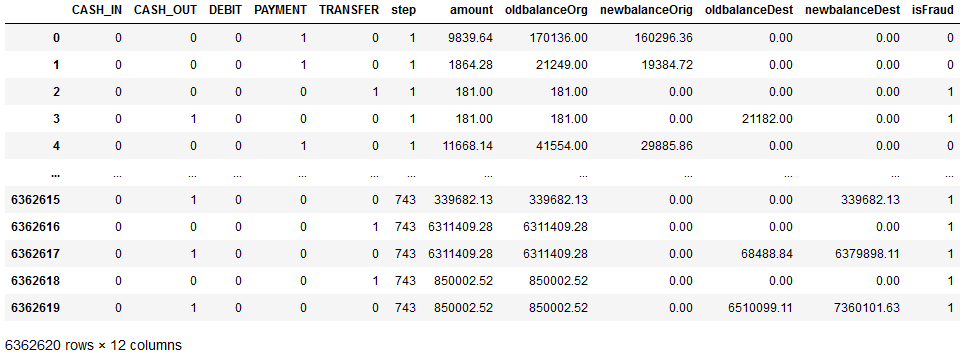 CASH_IN CASH_OUT DEBIT PAYMENT TRANSFER step amount oldbalanceOrg newbalanceOrig oldbalanceDest newbalanceDest isFraud
0 0 0 0 1 0 1 9839.64 170136.00 160296.36 0.00 0.00 0
1 0 0 0 1 0 1 1864.28 21249.00 19384.72 0.00 0.00 0
2 0 0 0 0 1 1 181.00 181.00 0.00 0.00 0.00 1
3 0 1 0 0 0 1 181.00 181.00 0.00 21182.00 0.00 1
4 0 0 0 1 0 1 11668.14 41554.00 29885.86 0.00 0.00 0
... ... ... ... ... ... ... ... ... ... ... ... ...
6362615 0 1 0 0 0 743 339682.13 339682.13 0.00 0.00 339682.13 1
6362616 0 0 0 0 1 743 6311409.28 6311409.28 0.00 0.00 0.00 1
6362617 0 1 0 0 0 743 6311409.28 6311409.28 0.00 68488.84 6379898.11 1
6362618 0 0 0 0 1 743 850002.52 850002.52 0.00 0.00 0.00 1
6362619 0 1 0 0 0 743 850002.52 850002.52 0.00 6510099.11 7360101.63 1
6362620 rows × 12 columns